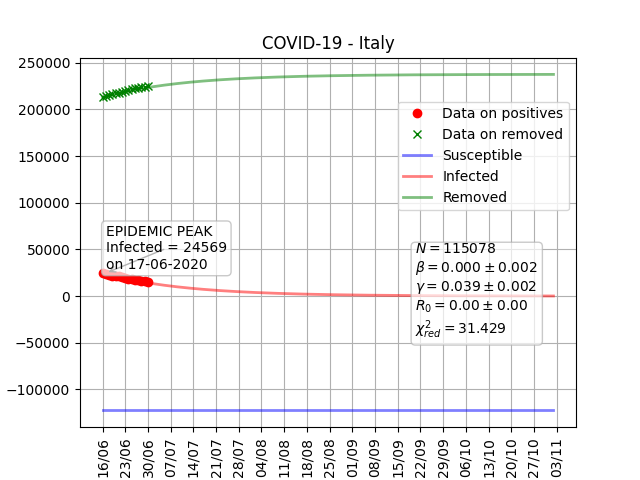 COVID-19 - Italy
250000
200000
150000
100000
50000
0
−50000
−100000
Data on positives
Data on removed
Susceptible
Infected
Removed
EPIDEMIC PEAK
Infected = 24569
on 17-06-2020
N = 115078
β = 0.000 ± 0.002
γ = 0.039 ± 0.002
R₀ = 0.00 ± 0.00
χ²red = 31.429
16/06
23/06
30/06
07/07
14/07
21/07
28/07
04/08
11/08
18/08
25/08
01/09
08/09
15/09
22/09
29/09
06/10
13/10
20/10
27/10
03/11